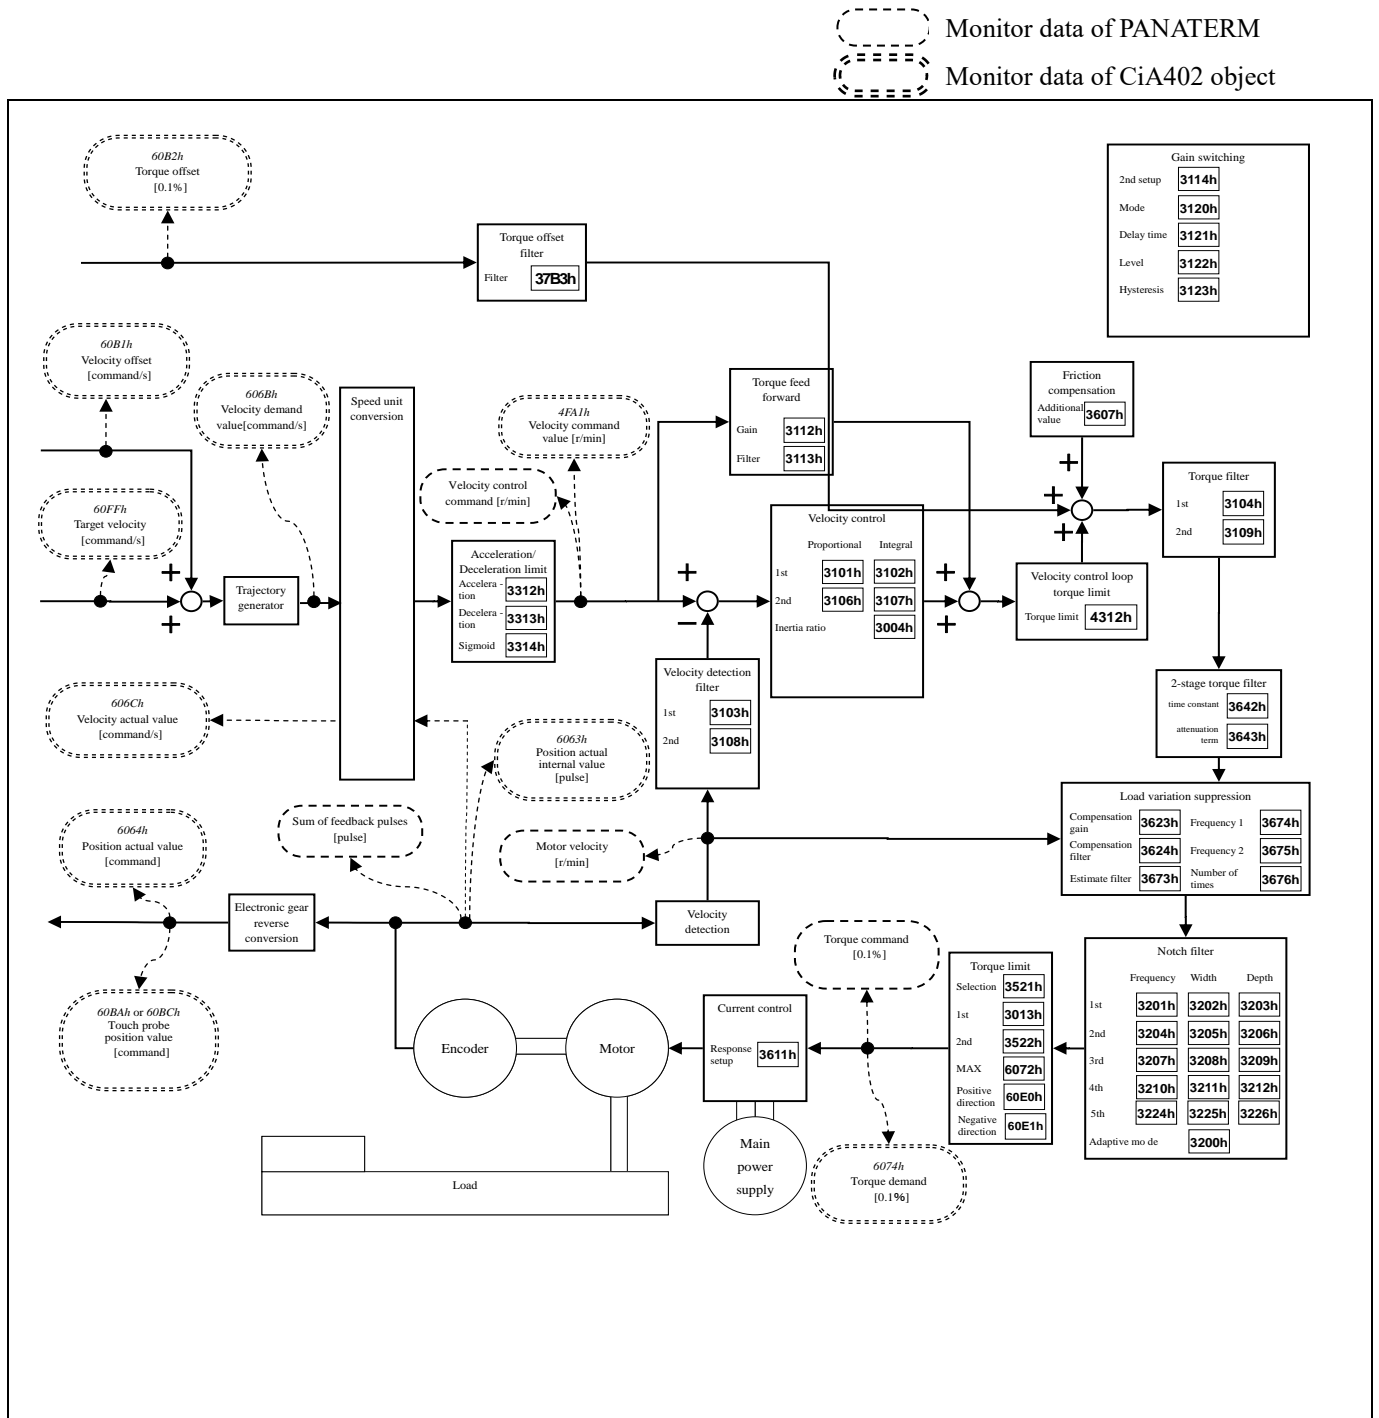 Monitor data of PANATERM
Monitor data of CiA402 object
60B2h
Torque offset
[0.1%]
Gain switching
2nd setup 3114h
Mode 3120h
Delay time 3121h
Level 3122h
Hysteresis 3123h
Torque offset
filter
Filter 37B3h
60B1h
Velocity offset
[command/s]
606Bh
Velocity demand
value[command/s]
Speed unit
conversion
4FA1h
Velocity command
value [r/min]
Torque feed
forward
Gain 3112h
Filter 3113h
Friction
compensation
Additional
value 3607h
+
+
+
Velocity control
command [r/min]
60FFh
Target velocity
[command/s]
+
+
Trajectory
generator
Acceleration/
Deceleration limit
Accelera -
tion 3312h
Decelera -
tion 3313h
Sigmoid 3314h
+
−
Velocity control
Proportional Integral
1st 3101h 3102h
2nd 3106h 3107h
Inertia ratio 3004h
+
+
Velocity control loop
torque limit
Torque limit 4312h
Torque filter
1st 3104h
2nd 3109h
2-stage torque filter
time constant 3642h
attenuation
term 3643h
Velocity detection
filter
1st 3103h
2nd 3108h
606Ch
Velocity actual value
[command/s]
6063h
Position actual
internal value
[pulse]
Sum of feedback pulses
[pulse]
Motor velocity
[r/min]
Load variation suppression
Compensation
gain 3623h Frequency 1 3674h
Compensation
filter 3624h Frequency 2 3675h
Estimate filter 3673h Number of
times 3676h
6064h
Position actual value
[command]
Electronic gear
reverse
conversion
Velocity
detection
Torque command
[0.1%]
60BAh or 60BCh
Touch probe
position value
[command]
Encoder
Motor
Current control
Response
setup 3611h
Torque limit
Selection 3521h
1st 3013h
2nd 3522h
MAX 6072h
Positive
direction 60E0h
Negative
direction 60E1h
Notch filter
Frequency Width Depth
1st 3201h 3202h 3203h
2nd 3204h 3205h 3206h
3rd 3207h 3208h 3209h
4th 3210h 3211h 3212h
5th 3224h 3225h 3226h
Adaptive mo de 3200h
Main
power
supply
6074h
Torque demand
[0.1%]
Load